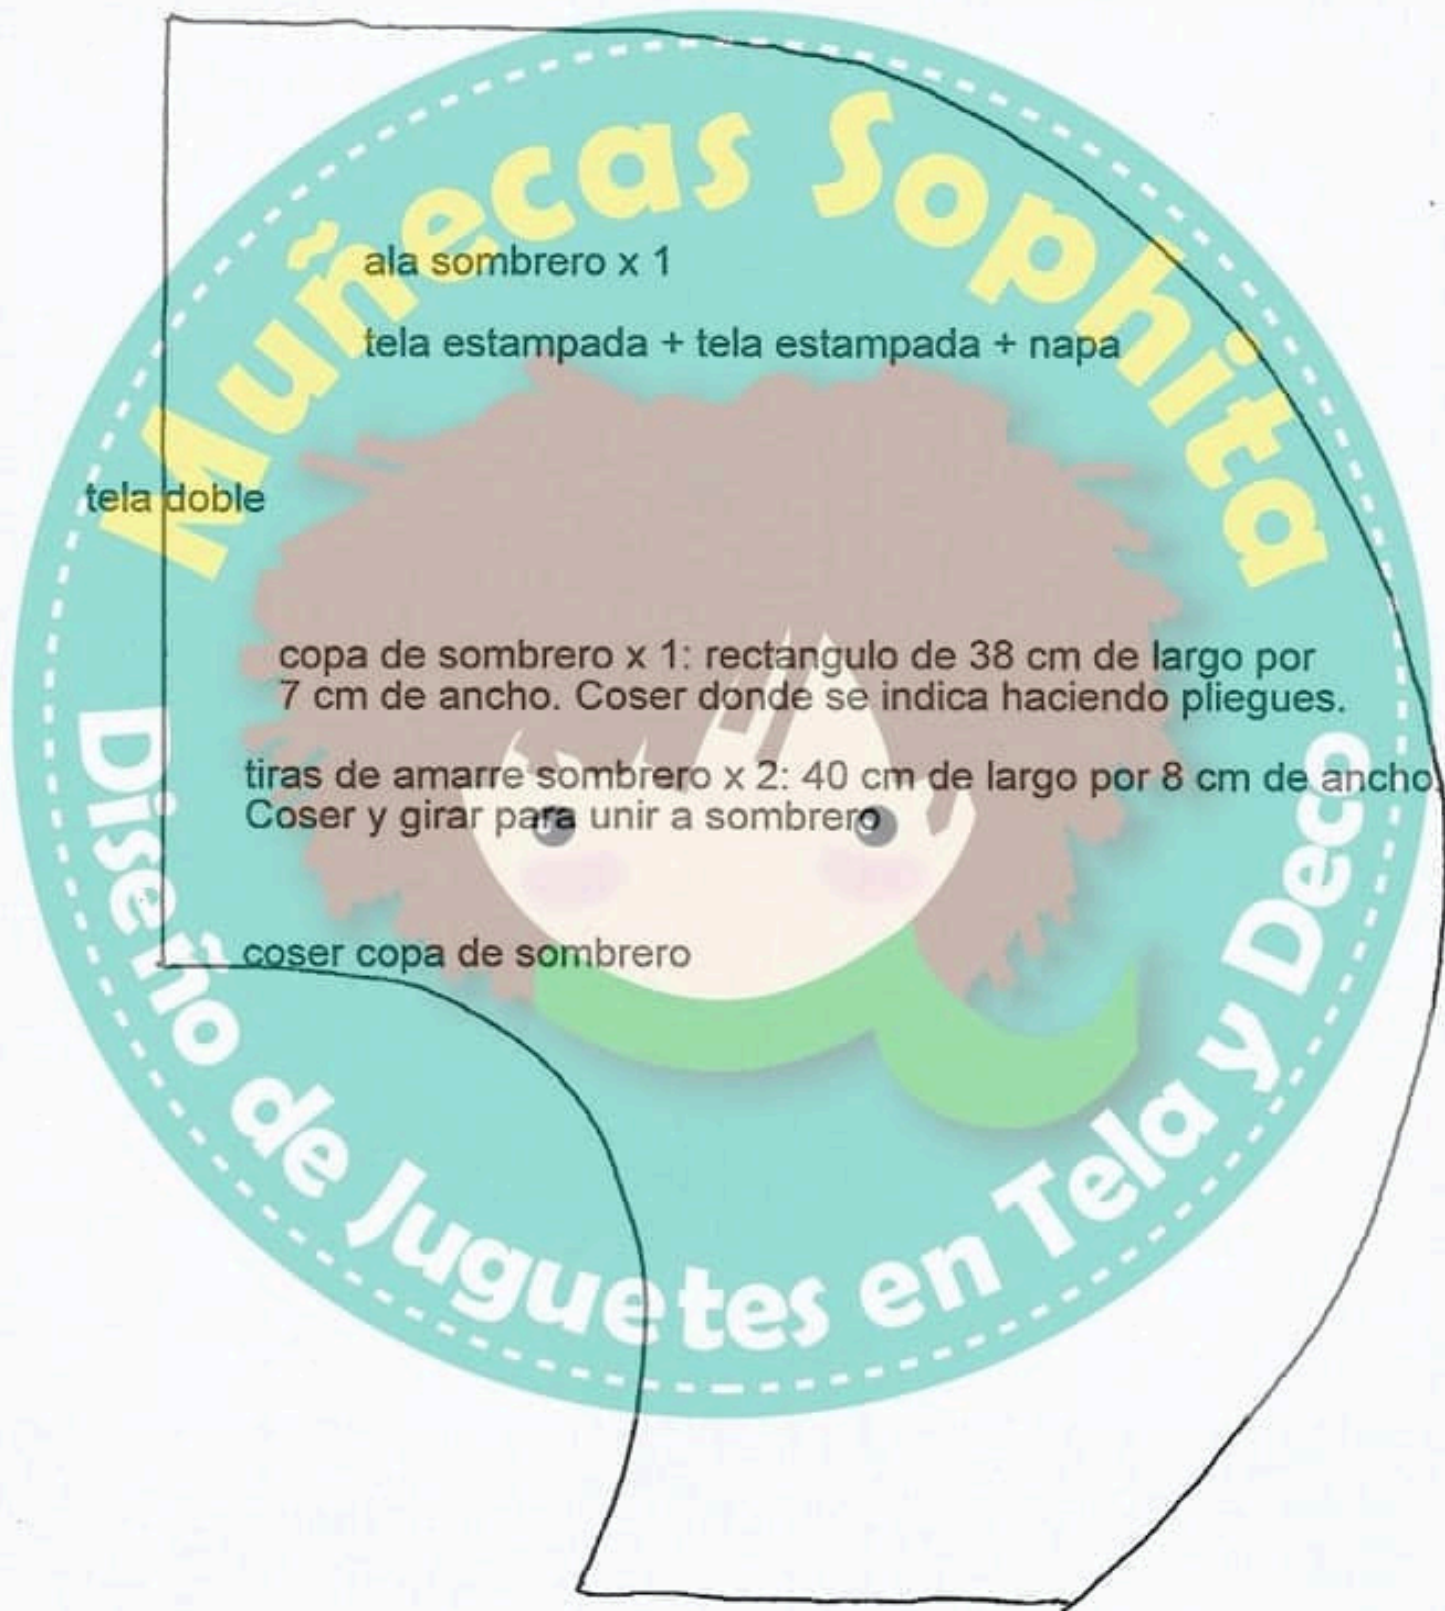 Muñecas Sophita
ala sombrero x 1
tela estampada + tela estampada + napa
tela doble
copa de sombrero x 1: rectangulo de 38 cm de largo por
7 cm de ancho. Coser donde se indica haciendo pliegues.
tiras de amarre sombrero x 2: 40 cm de largo por 8 cm de ancho.
Coser y girar para unir a sombrero
coser copa de sombrero
Diseño de Juguetes en Tela y Deco